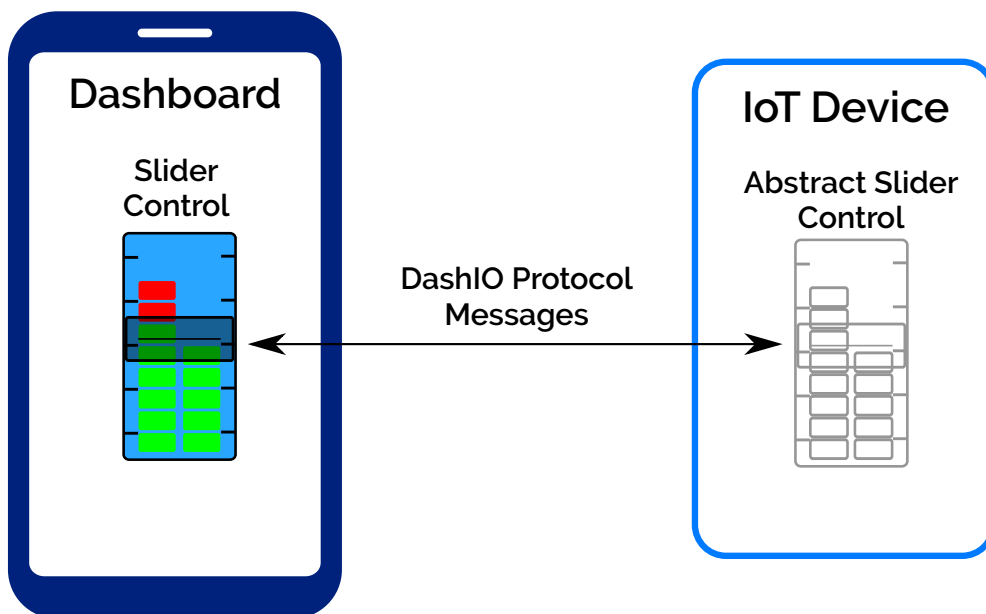 Dashboard
Slider
Control
DashIO Protocol
Messages
IoT Device
Abstract Slider
Control